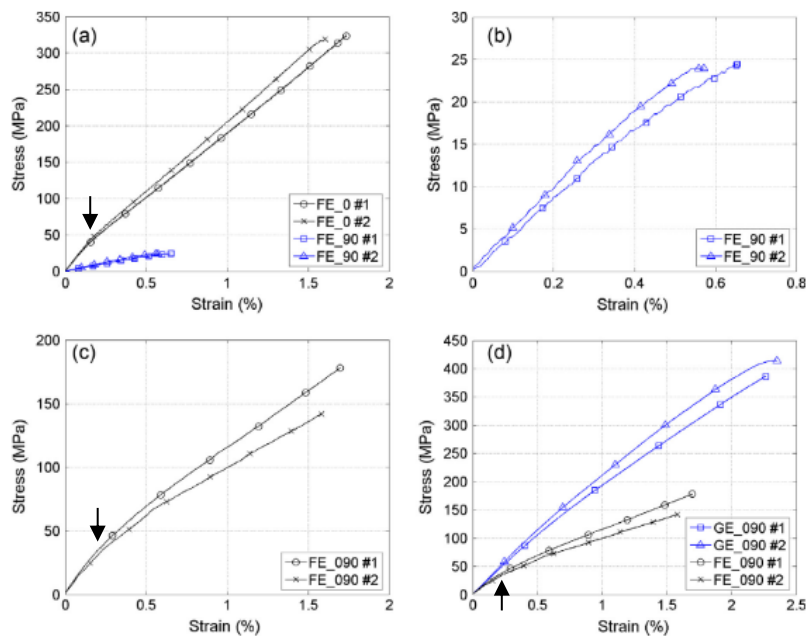 (a)
350
300
250
200
150
100
50
0
Stress (MPa)
0 0.5 1 1.5 2
Strain (%)
FE_0 #1
FE_0 #2
FE_90 #1
FE_90 #2
(b)
30
25
20
15
10
5
0
Stress (MPa)
0 0.2 0.4 0.6 0.8
Strain (%)
FE_90 #1
FE_90 #2
(c)
200
150
100
50
0
Stress (MPa)
0 0.5 1 1.5 2
Strain (%)
FE_090 #1
FE_090 #2
(d)
450
400
350
300
250
200
150
100
50
0
Stress (MPa)
0 0.5 1 1.5 2 2.5
Strain (%)
GE_090 #1
GE_090 #2
FE_090 #1
FE_090 #2